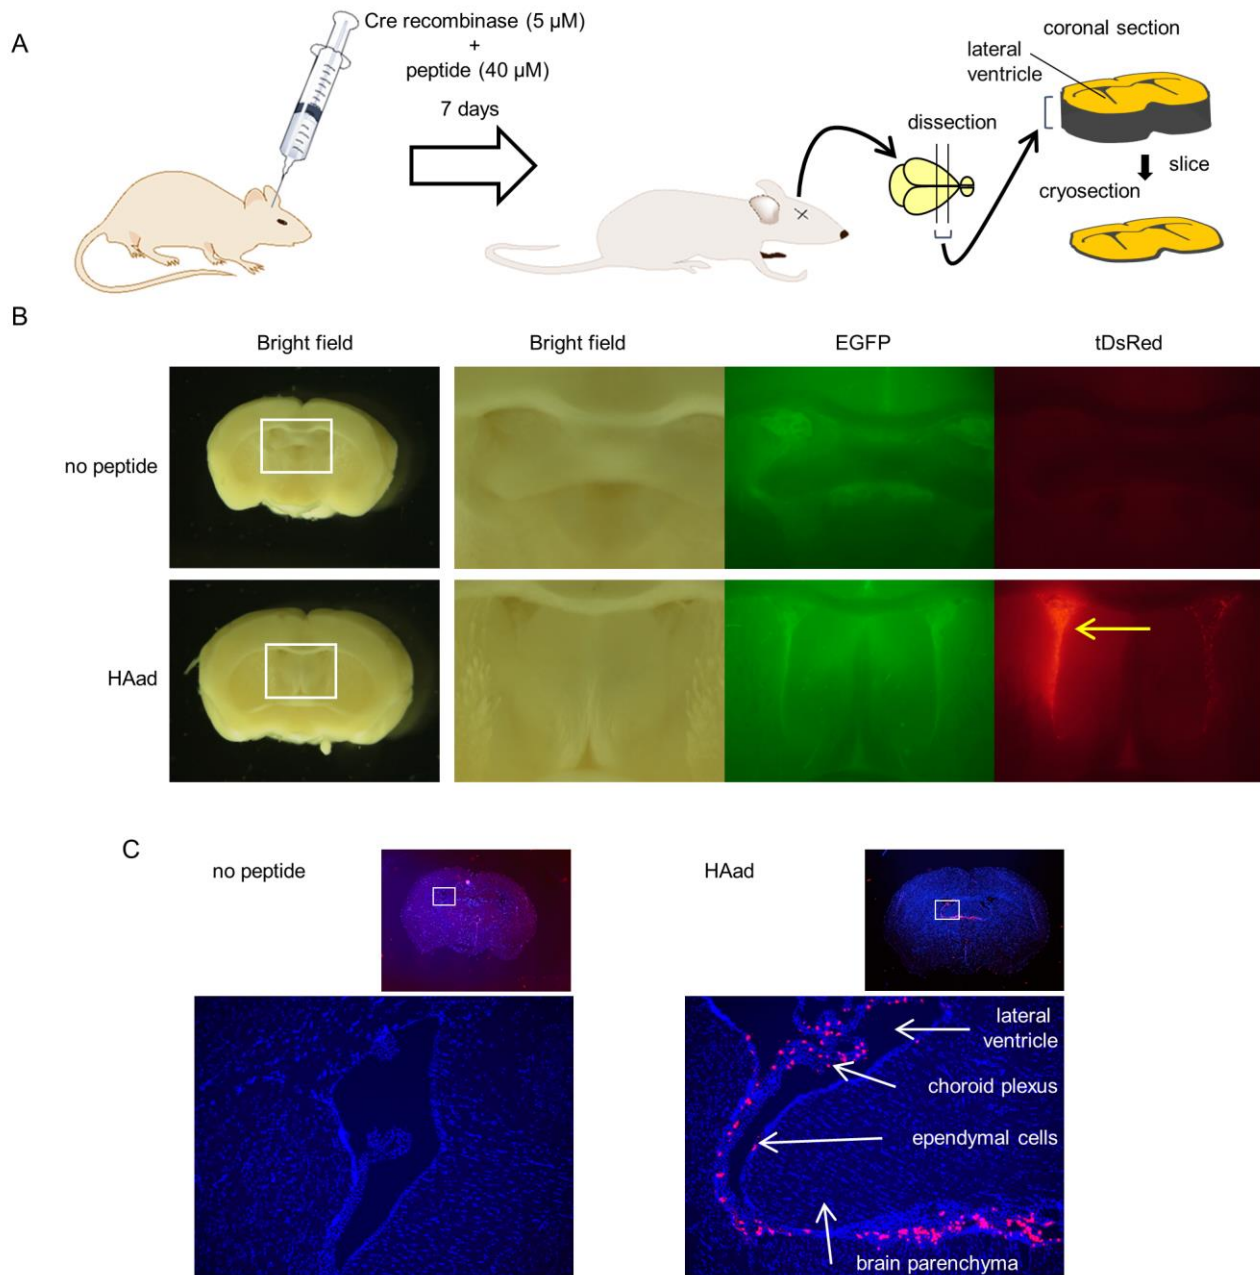 A
Cre recombinase (5 µM)
+
peptide (40 µM)
7 days
dissection
coronal section
lateral
ventricle
slice
cryosection
B
Bright field
Bright field
EGFP
tDsRed
no peptide
HAad
C
no peptide
HAad
lateral
ventricle
choroid plexus
ependymal cells
brain parenchyma